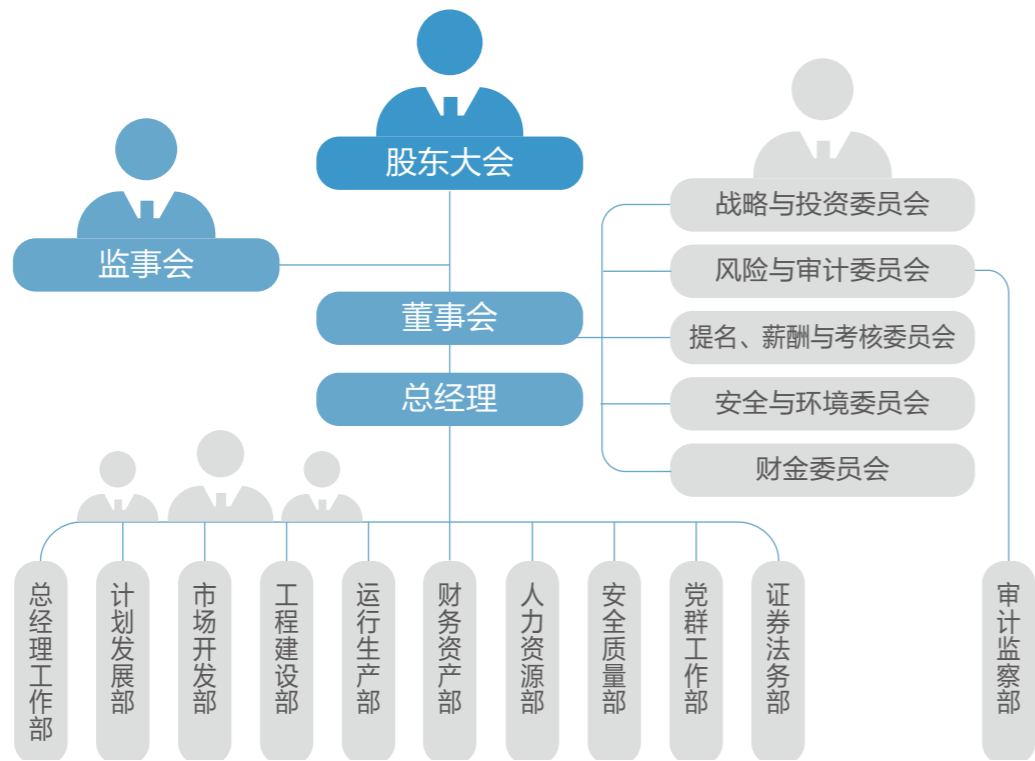 股东大会
监事会
董事会
总经理
战略与投资委员会
风险与审计委员会
提名、薪酬与考核委员会
安全与环境委员会
财金委员会
总经理工作部
计划发展部
市场开发部
工程建设部
运行生产部
财务资产部
人力资源部
安全质量部
党群工作部
证券法务部
审计监察部